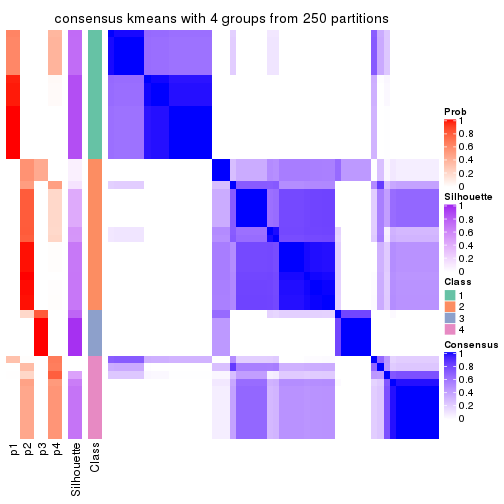 consensus kmeans with 4 groups from 250 partitions
Prob
1
0.8
0.6
0.4
0.2
0
Silhouette
1
0.8
0.6
0.4
0.2
0
Class
1
2
3
4
Consensus
1
0.8
0.6
0.4
0.2
0
p1
p2
p3
p4
Silhouette
Class